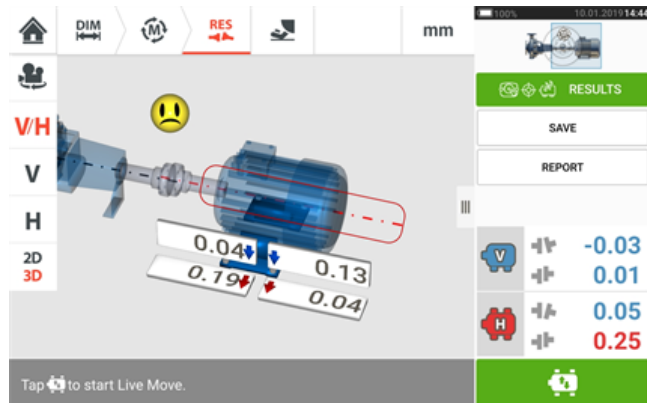 100% 10.01.2019 14:44
DIM
M
RES
mm
V/H
V
H
2D
3D
0.04
0.13
0.19
0.04
RESULTS
SAVE
REPORT
V
-0.03
0.01
H
0.05
0.25
Tap to start Live Move.